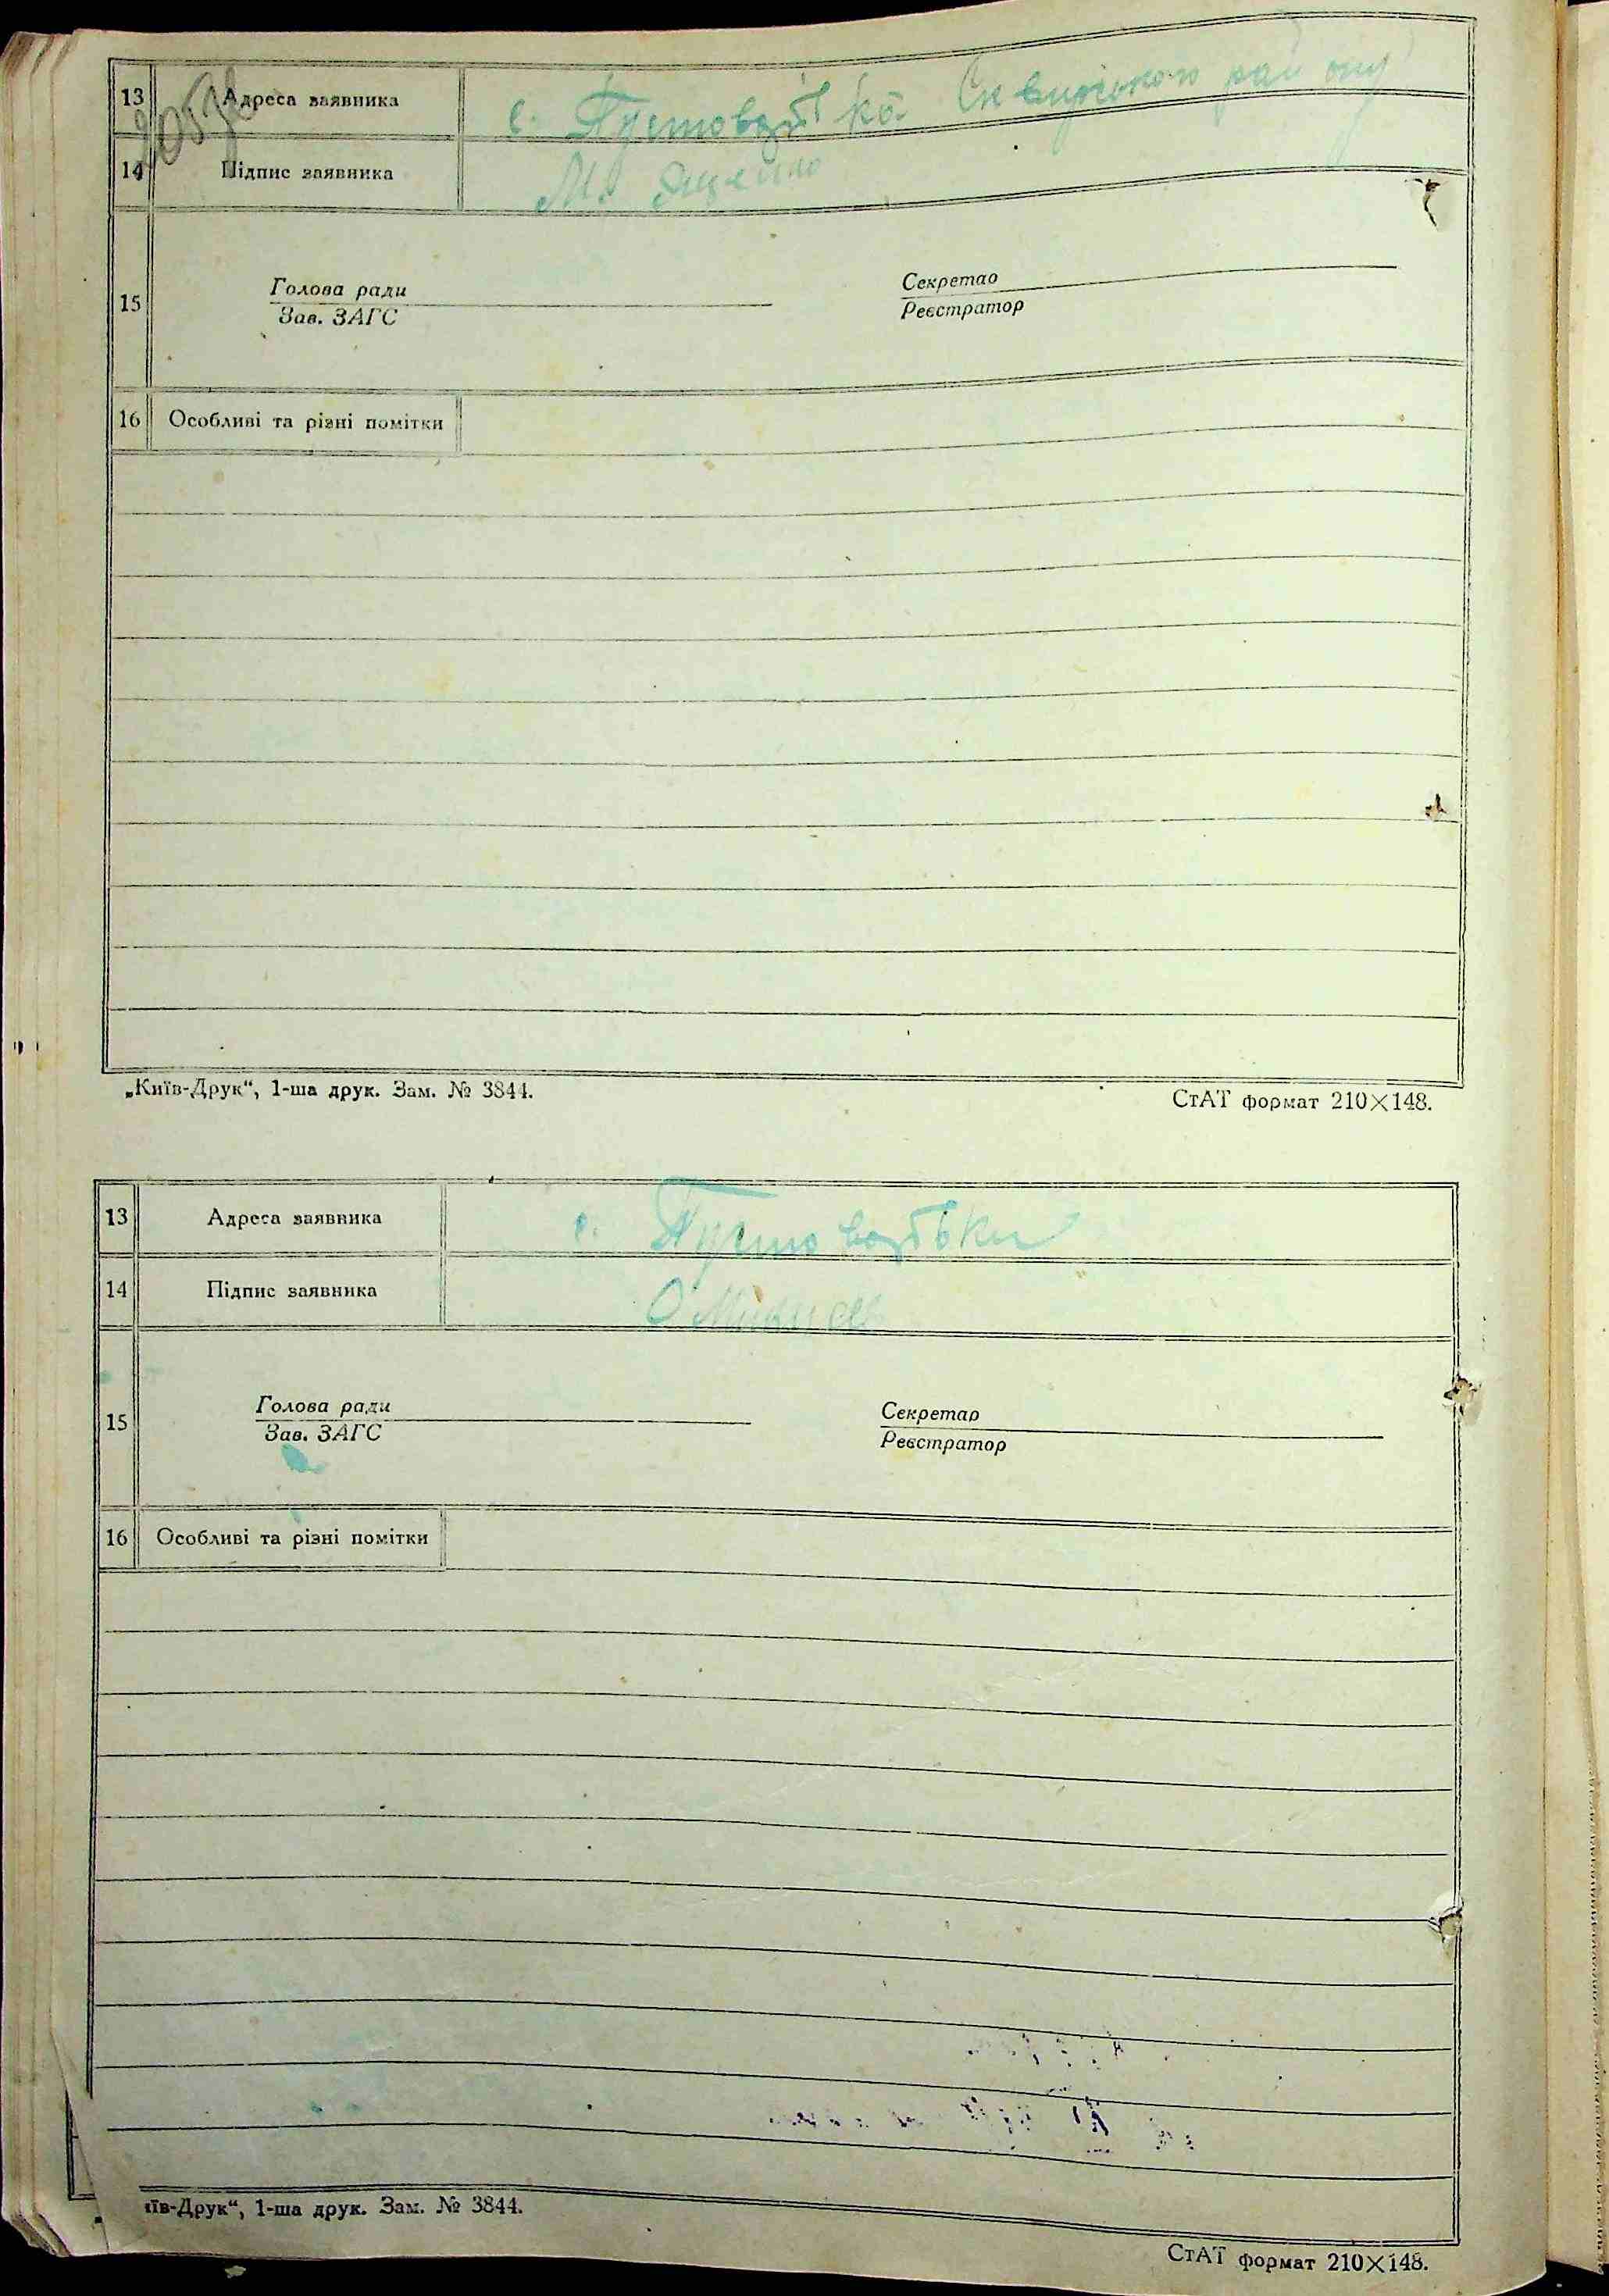 13 Адреса заявника с. Пустоварівка. Сквирського району
14 Підпис заявника М.
15 Голова ради Секретар
Зав. ЗАГС Реєстратор
16 Особливі та різні помітки
„Київ-Друк“, 1-ша друк. Зам. № 3844. СтАТ формат 210×148.
13 Адреса заявника с.
14 Підпис заявника
15 Голова ради Секретар
Зав. ЗАГС Реєстратор
16 Особливі та різні помітки
їв-Друк“, 1-ша друк. Зам. № 3844.
СтАТ формат 210×148.